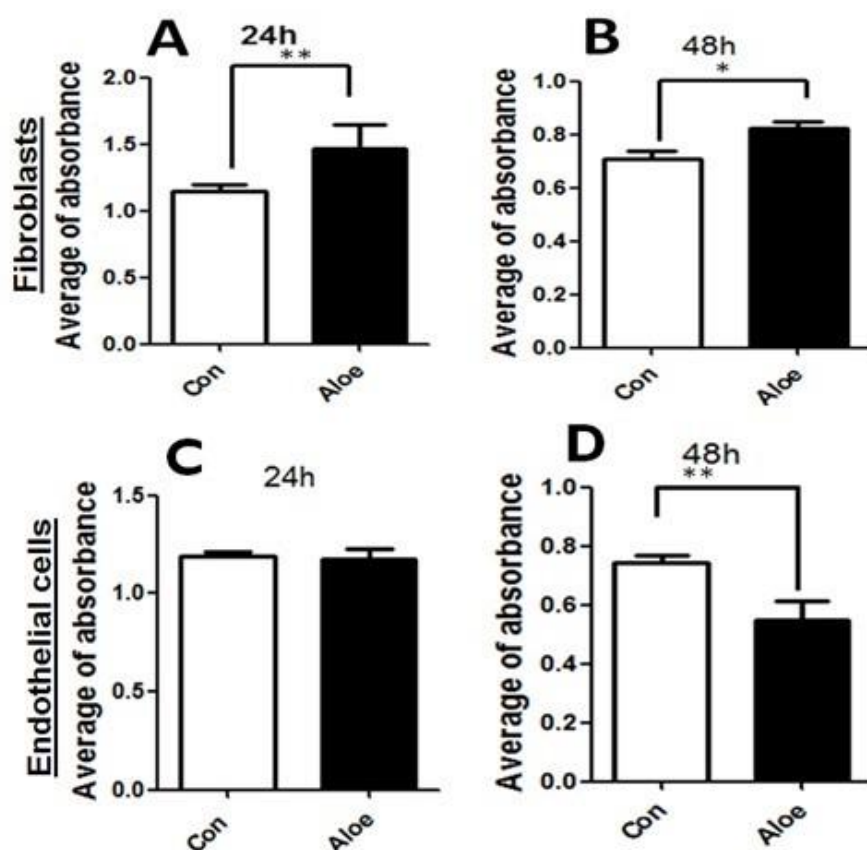 A
24h
**
Fibroblasts
Average of absorbance
2.0
1.5
1.0
0.5
0.0
Con
Aloe
B
48h
*
Average of absorbance
1.0
0.8
0.6
0.4
0.2
0.0
Con
Aloe
C
24h
Endothelial cells
Average of absorbance
1.5
1.0
0.5
0.0
Con
Aloe
D
48h
**
Average of absorbance
1.0
0.8
0.6
0.4
0.2
0.0
Con
Aloe